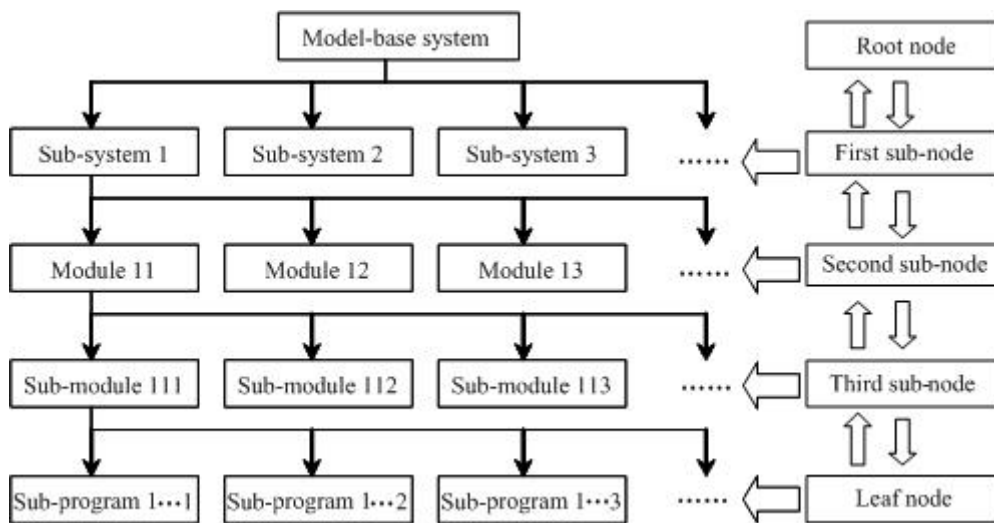 Model-base system
Root node
Sub-system 1
Sub-system 2
Sub-system 3
······
First sub-node
Module 11
Module 12
Module 13
······
Second sub-node
Sub-module 111
Sub-module 112
Sub-module 113
······
Third sub-node
Sub-program 1···1
Sub-program 1···2
Sub-program 1···3
······
Leaf node